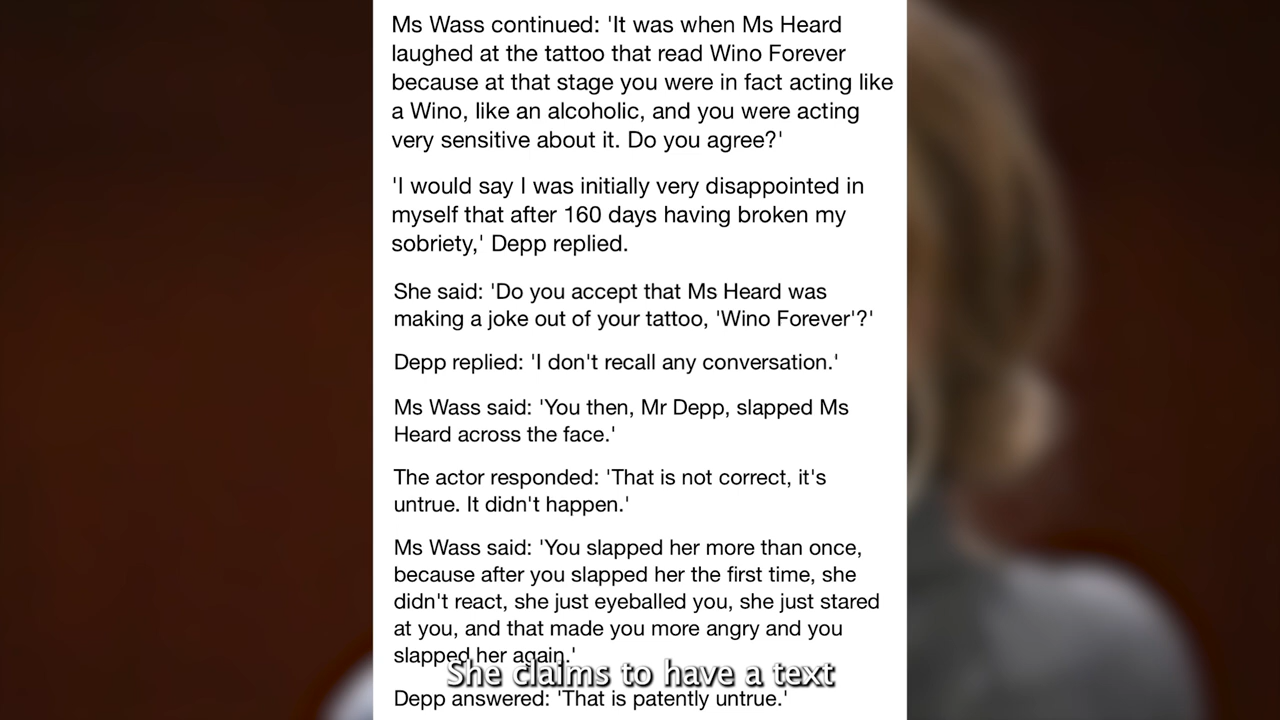 Ms Wass continued: 'It was when Ms Heard
laughed at the tattoo that read Wino Forever
because at that stage you were in fact acting like
a Wino, like an alcoholic, and you were acting
very sensitive about it. Do you agree?'
'I would say I was initially very disappointed in
myself that after 160 days having broken my
sobriety,' Depp replied.
She said: 'Do you accept that Ms Heard was
making a joke out of your tattoo, 'Wino Forever'?'
Depp replied: 'I don't recall any conversation.'
Ms Wass said: 'You then, Mr Depp, slapped Ms
Heard across the face.'
The actor responded: 'That is not correct, it's
untrue. It didn't happen.'
Ms Wass said: 'You slapped her more than once,
because after you slapped her the first time, she
didn't react, she just eyeballed you, she just stared
at you, and that made you more angry and you
slapped her again.'
She claims to have a text
Depp answered: 'That is patently untrue.'